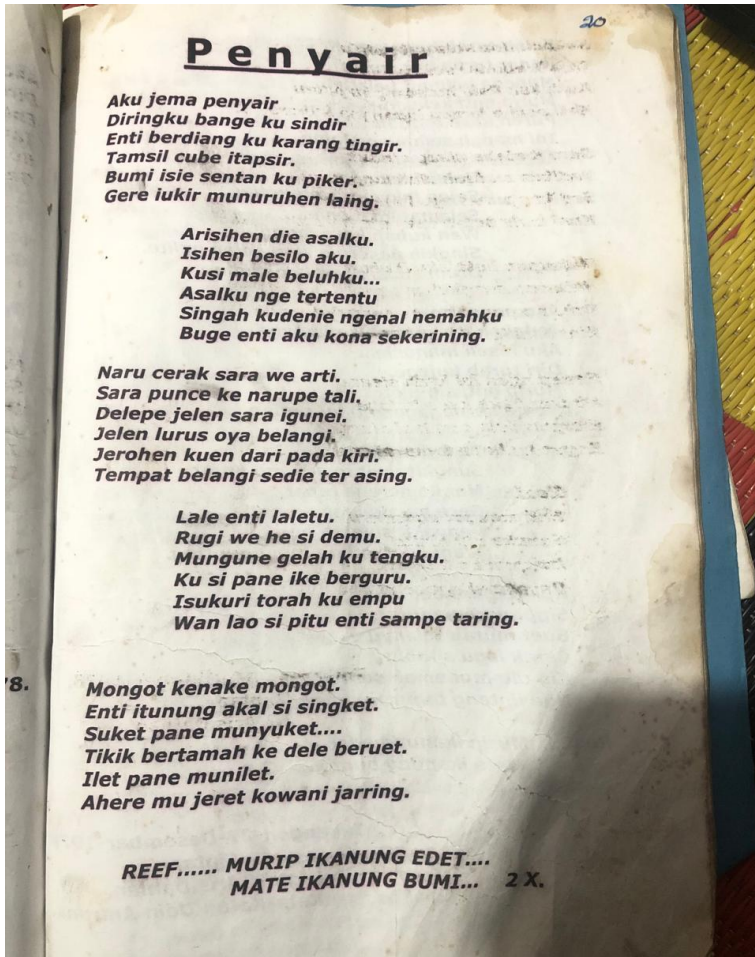 20
Penyair
Aku jema penyair
Diringku bange ku sindir
Enti berdiang ku karang tingir.
Tamsil cube itapsir.
Bumi isie sentan ku piker.
Gere iukir munuruhen laing.
Arisihen die asalku.
Isihen besilo aku.
Kusi male beluhku...
Asalku nge tertentu
Singah kudenie ngenal nemahku
Buge enti aku kona sekerining.
Naru cerak sara we arti.
Sara punce ke narupe tali.
Delepe jelen sara igunei.
Jelen lurus oya belangi.
Jerohen kuen dari pada kiri.
Tempat belangi sedie ter asing.
Lale enti laletu.
Rugi we he si demu.
Mungune gelah ku tengku.
Ku si pane ike berguru.
Isukuri torah ku empu
Wan lao si pitu enti sampe taring.
78.
Mongot kenake mongot.
Enti itunung akal si singket.
Suket pane munyuket....
Tikik bertamah ke dele beruet.
Ilet pane munilet.
Ahere mu jeret kowani jarring.
REEF...... MURIP IKANUNG EDET....
MATE IKANUNG BUMI... 2 X.